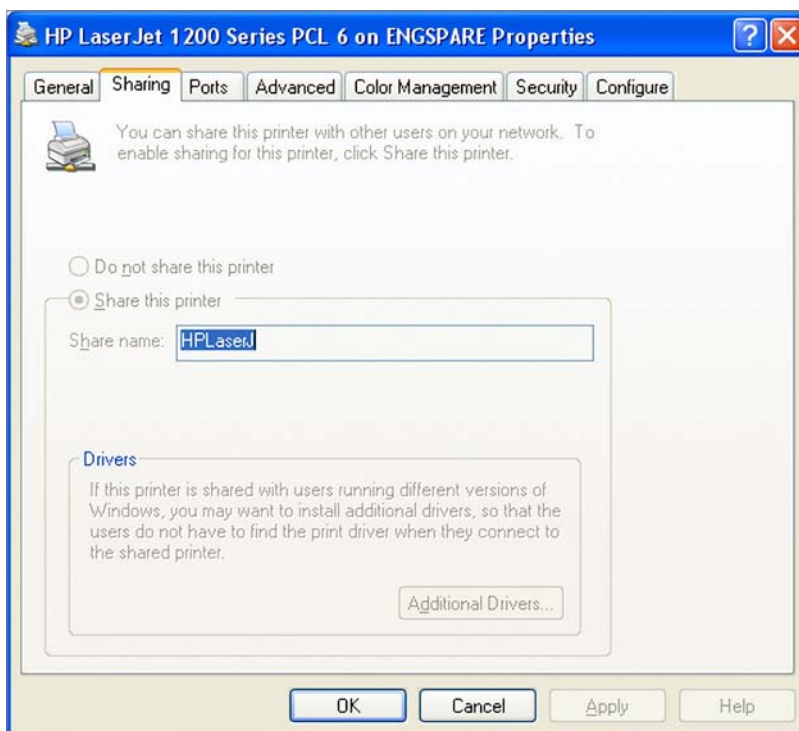 HP LaserJet 1200 Series PCL 6 on ENGSPARE Properties
General Sharing Ports Advanced Color Management Security Configure
You can share this printer with other users on your network. To
enable sharing for this printer, click Share this printer.
Do not share this printer
Share this printer
Share name: HPLaserJ
Drivers
If this printer is shared with users running different versions of
Windows, you may want to install additional drivers, so that the
users do not have to find the print driver when they connect to
the shared printer.
Additional Drivers...
OK Cancel Apply Help